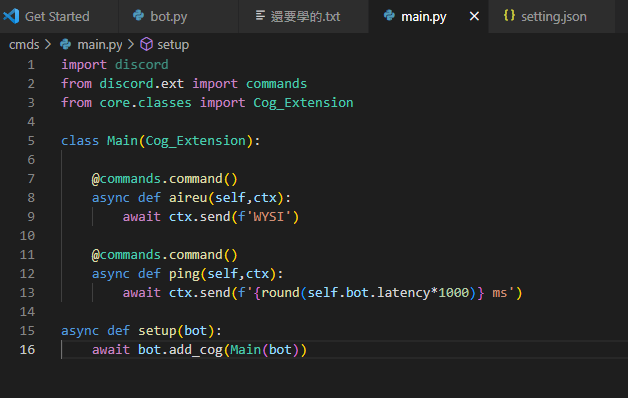 Get Started bot.py 還要學的.txt main.py setting.json
cmds > main.py > setup
1 import discord
2 from discord.ext import commands
3 from core.classes import Cog_Extension
4
5 class Main(Cog_Extension):
6
7 @commands.command()
8 async def aireu(self,ctx):
9 await ctx.send(f'WYSI')
10
11 @commands.command()
12 async def ping(self,ctx):
13 await ctx.send(f'{round(self.bot.latency*1000)} ms')
14
15 async def setup(bot):
16 await bot.add_cog(Main(bot))